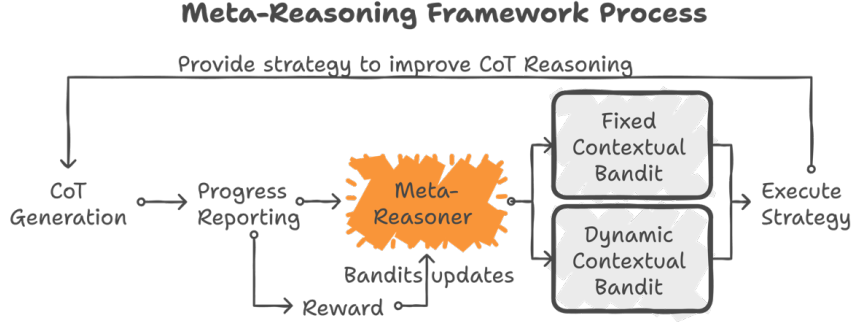 Meta-Reasoning Framework Process
Provide strategy to improve CoT Reasoning
CoT
Generation
Progress
Reporting
Meta-
Reasoner
Fixed
Contextual
Bandit
Dynamic
Contextual
Bandit
Execute
Strategy
Bandits updates
Reward